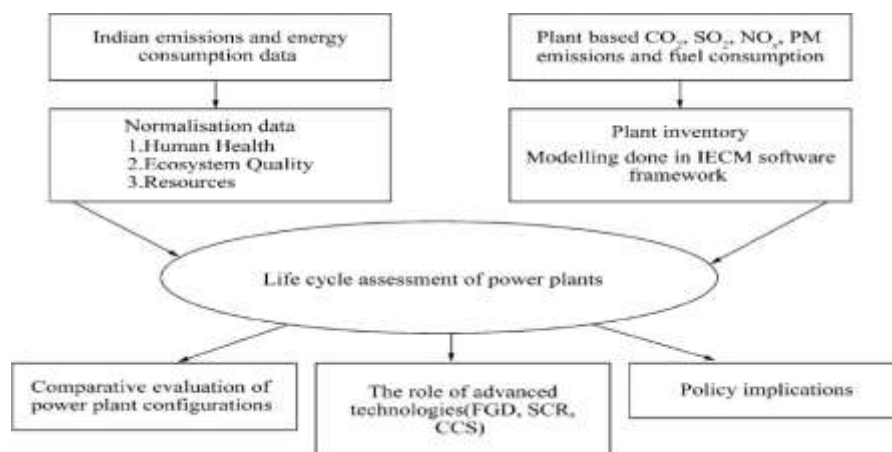 Indian emissions and energy
consumption data
Plant based CO₂, SO₂, NOₓ, PM
emissions and fuel consumption
Normalisation data
1.Human Health
2.Ecosystem Quality
3.Resources
Plant inventory
Modelling done in IECM software
framework
Life cycle assessment of power plants
Comparative evaluation of
power plant configurations
The role of advanced
technologies(FGD, SCR,
CCS)
Policy implications